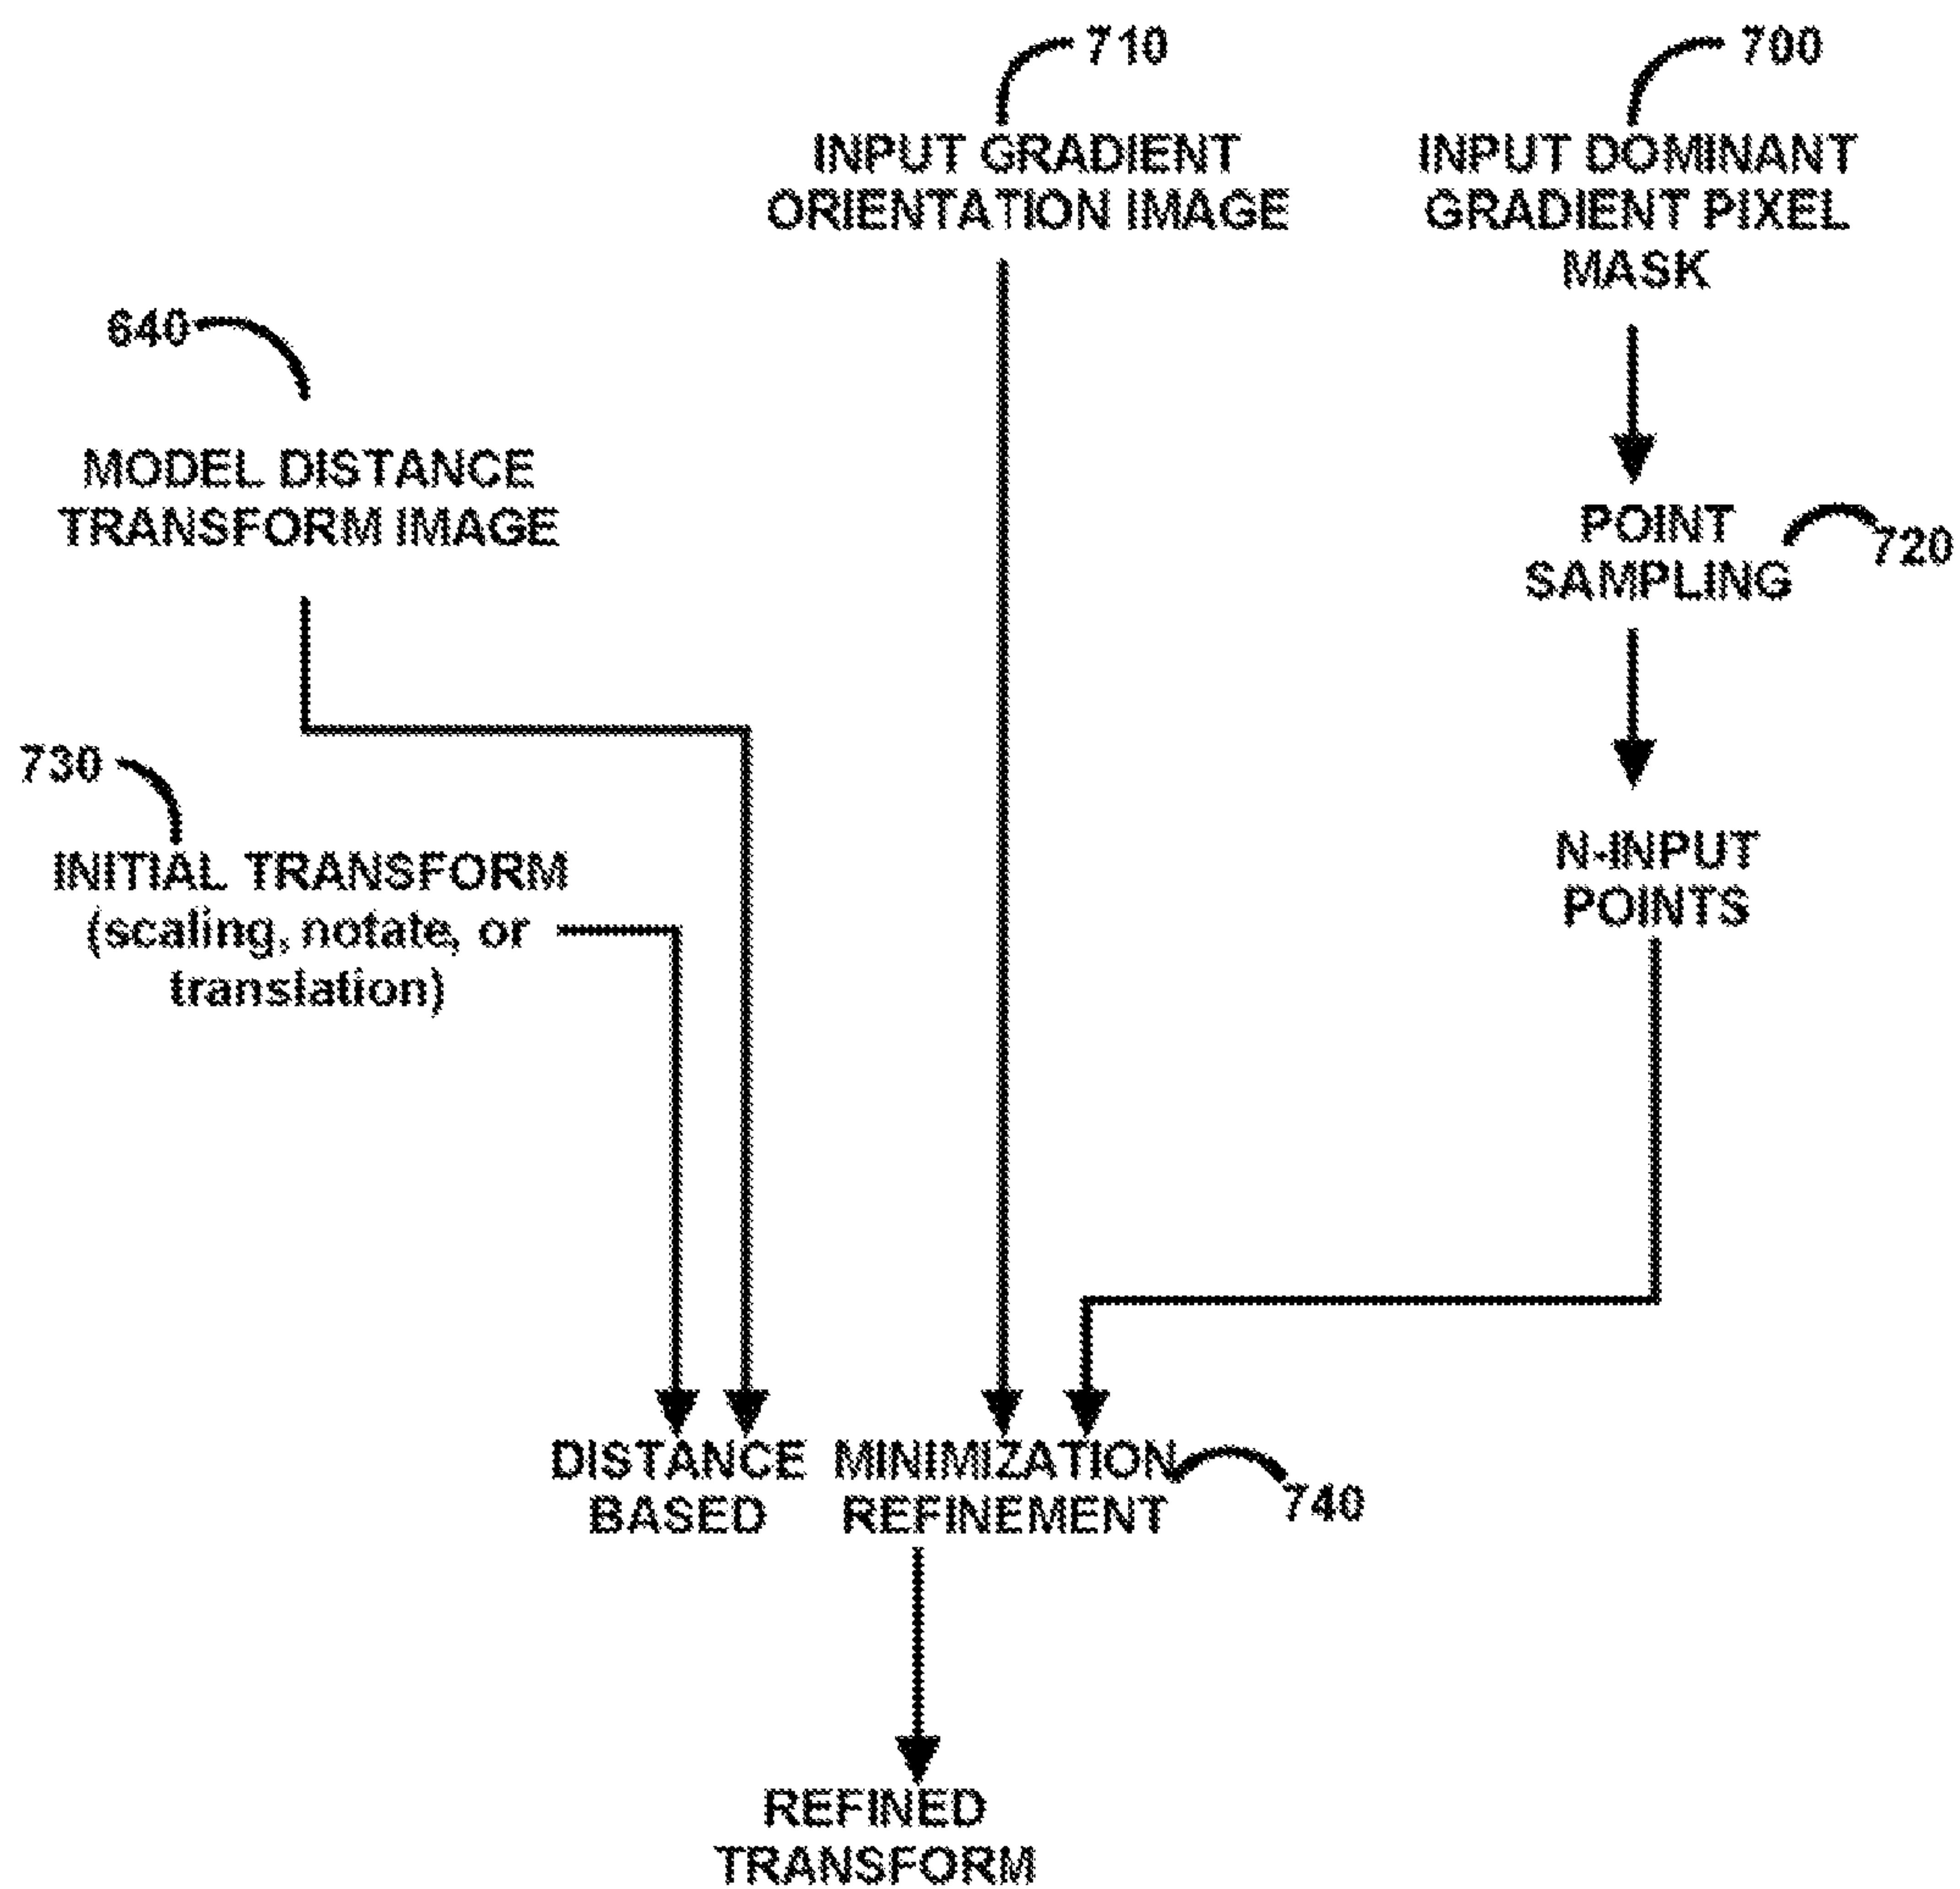 710
700
INPUT GRADIENT
ORIENTATION IMAGE
INPUT DOMINANT
GRADIENT PIXEL
MASK
640
MODEL DISTANCE
TRANSFORM IMAGE
POINT
SAMPLING
720
730
INITIAL TRANSFORM
(scaling, notate, or
translation)
N-INPUT
POINTS
DISTANCE MINIMIZATION
BASED REFINEMENT
740
REFINED
TRANSFORM